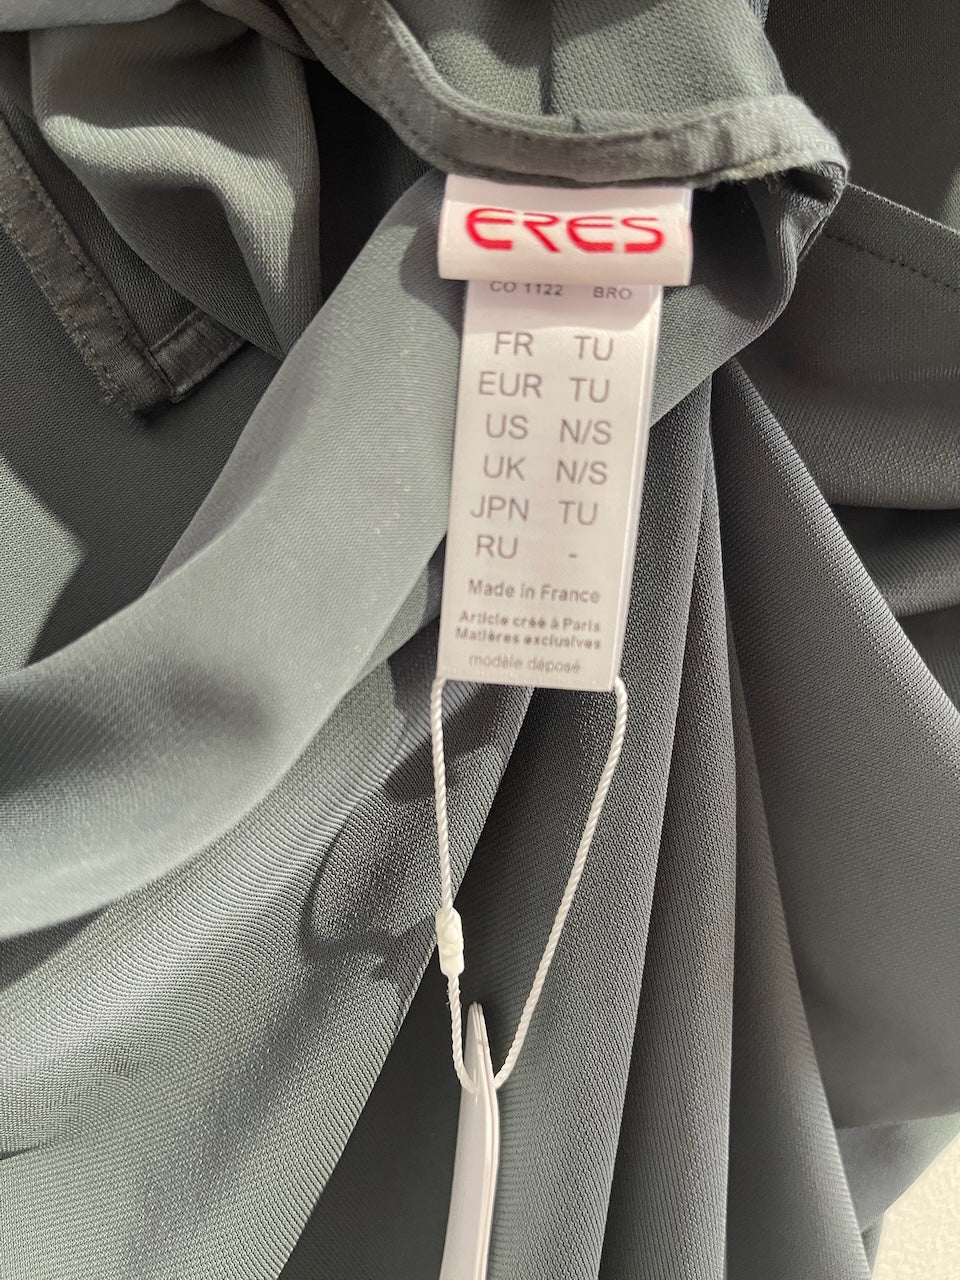 ERES
CO 1122 BRO
FR TU
EUR TU
US N/S
UK N/S
JPN TU
RU -
Made in France
Article créé à Paris
Matières exclusives
modèle déposé